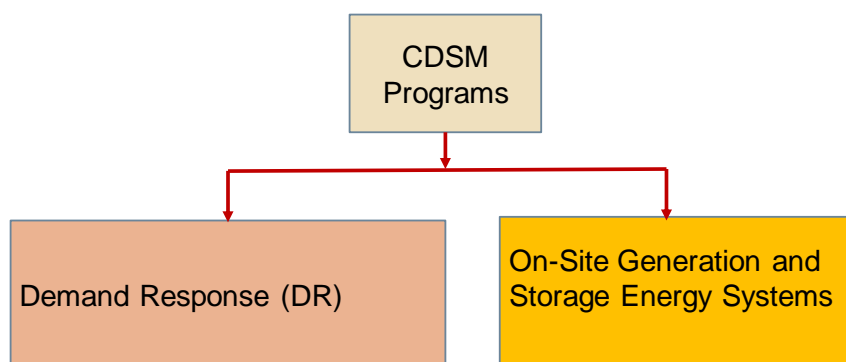 CDSM
Programs
Demand Response (DR)
On-Site Generation and
Storage Energy Systems